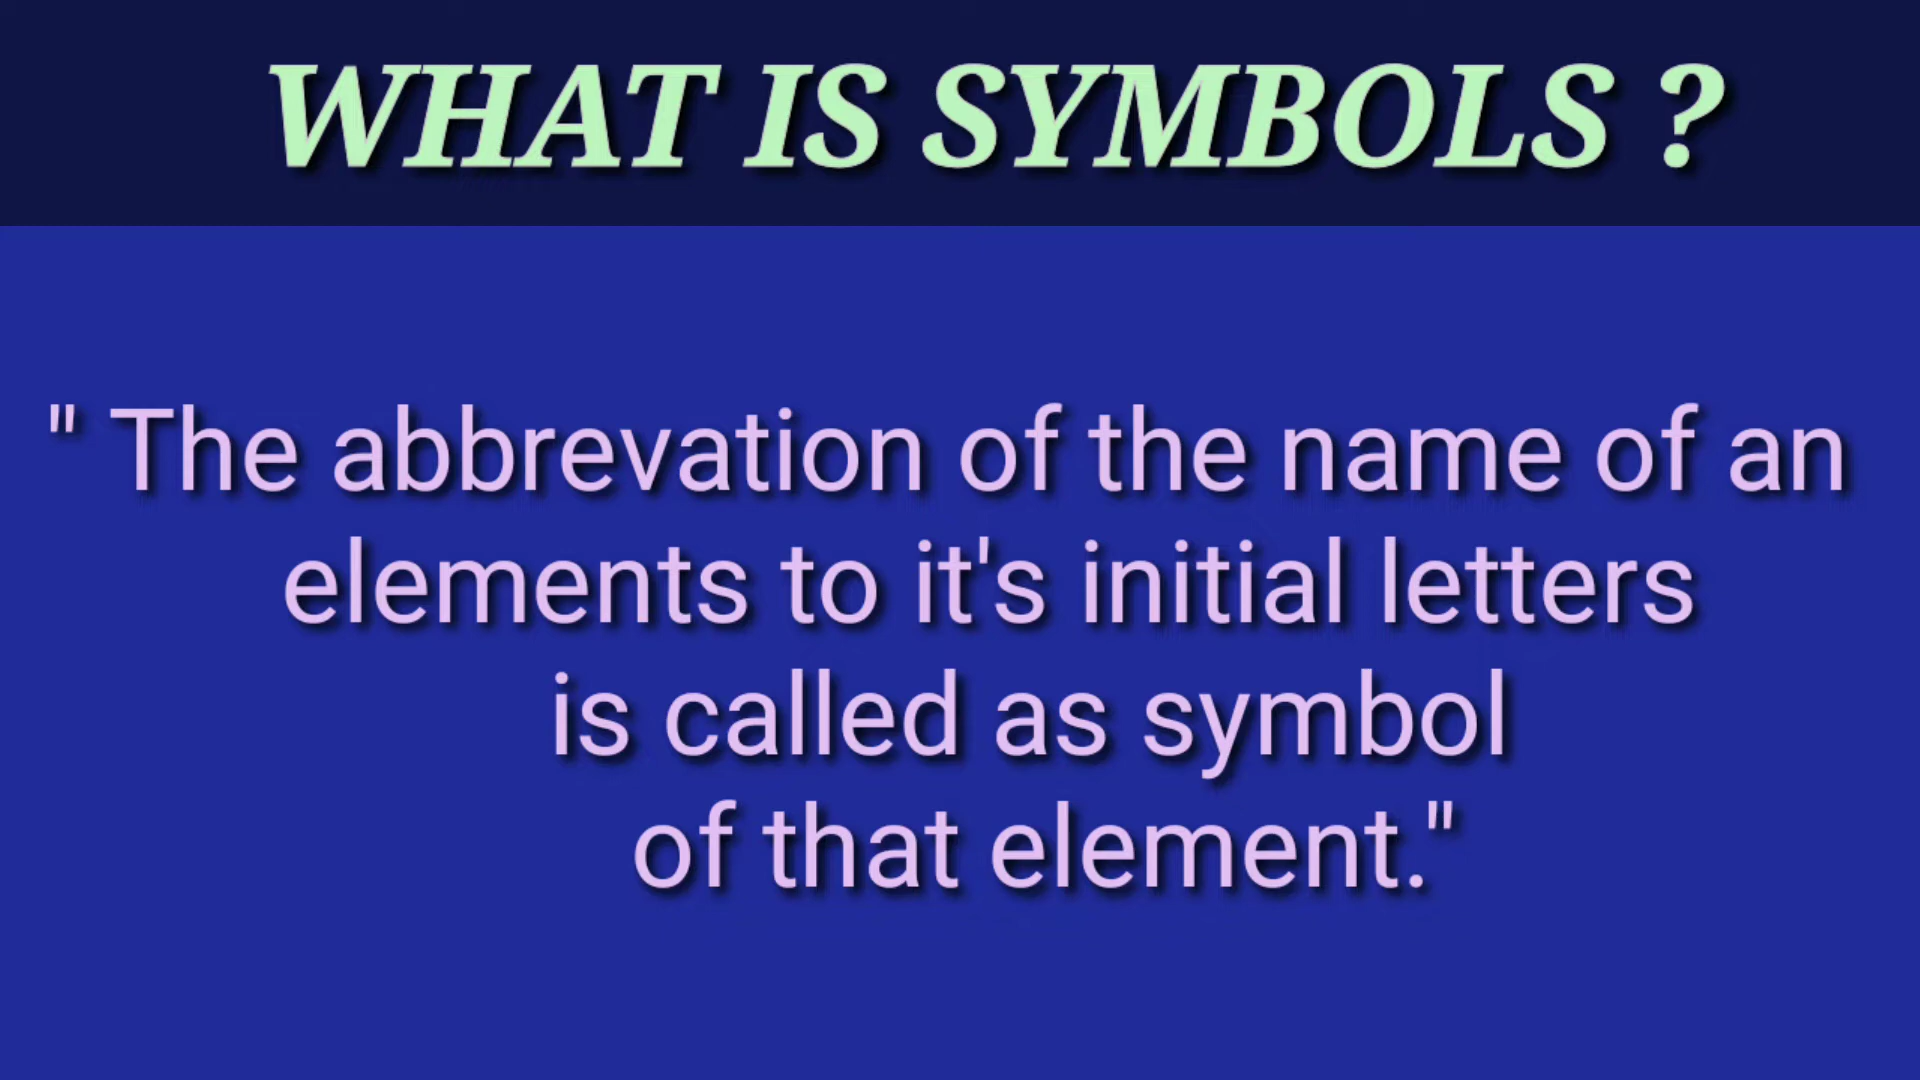 WHAT IS SYMBOLS ?
" The abbrevation of the name of an
elements to it's initial letters
is called as symbol
of that element."